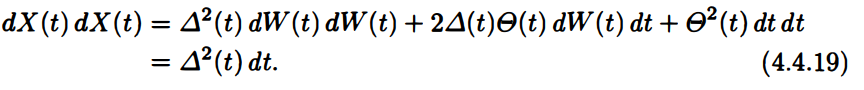 dX(t) dX(t) = Δ²(t) dW(t) dW(t) + 2Δ(t)Θ(t) dW(t) dt + Θ²(t) dt dt
= Δ²(t) dt. (4.4.19)